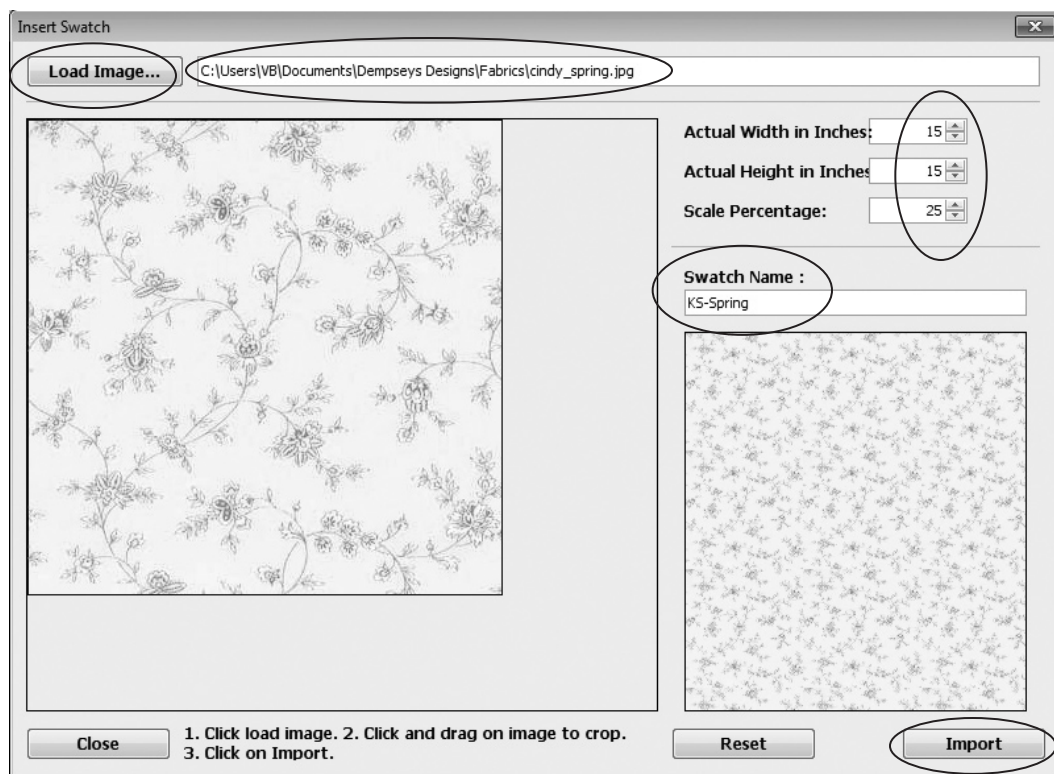 Insert Swatch
Load Image...
C:\Users\VB\Documents\Dempseys Designs\Fabrics\cindy_spring.jpg
Actual Width in Inches: 15
Actual Height in Inches 15
Scale Percentage: 25
Swatch Name :
KS-Spring
Close
1. Click load image. 2. Click and drag on image to crop.
3. Click on Import.
Reset
Import